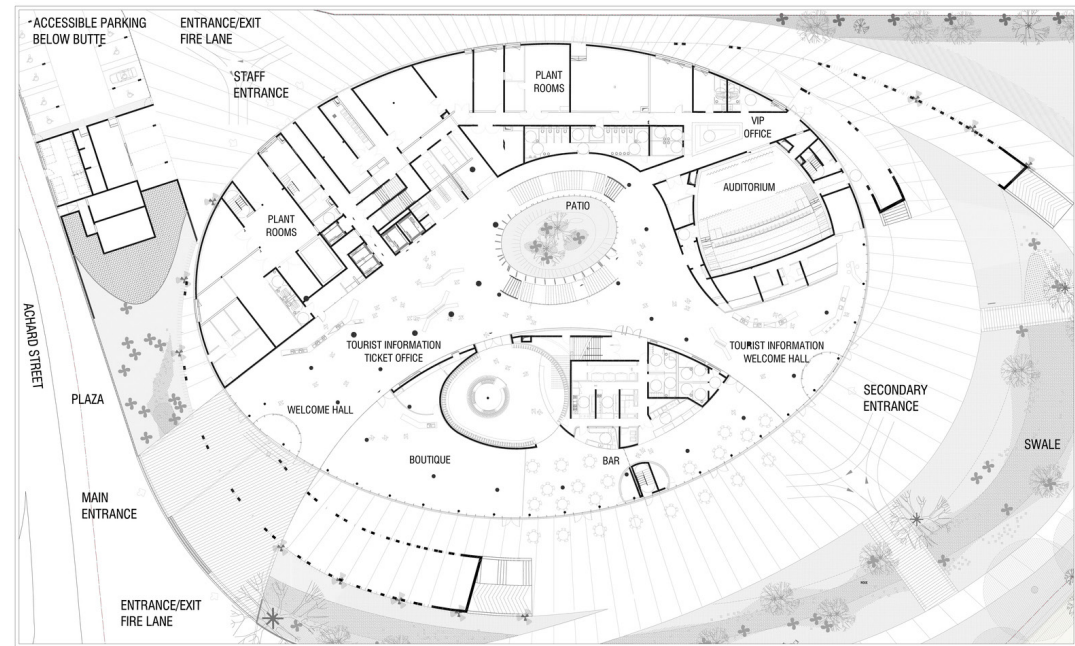 ACCESSIBLE PARKING
BELOW BUTTE
ENTRANCE/EXIT
FIRE LANE
STAFF
ENTRANCE
PLANT
ROOMS
VIP
OFFICE
AUDITORIUM
PATIO
PLANT
ROOMS
ACHARD STREET
TOURIST INFORMATION
TICKET OFFICE
TOURIST INFORMATION
WELCOME HALL
PLAZA
WELCOME HALL
SECONDARY
ENTRANCE
BOUTIQUE
BAR
SWALE
MAIN
ENTRANCE
ENTRANCE/EXIT
FIRE LANE